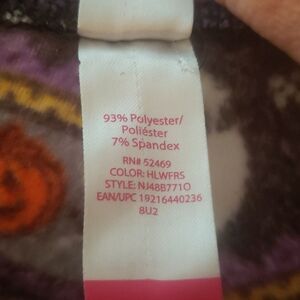 93% Polyester/
Poliéster
7% Spandex
RN# 52469
COLOR: HLWFRS
STYLE: NJ48B771O
EAN/UPC 19216440236
8U2